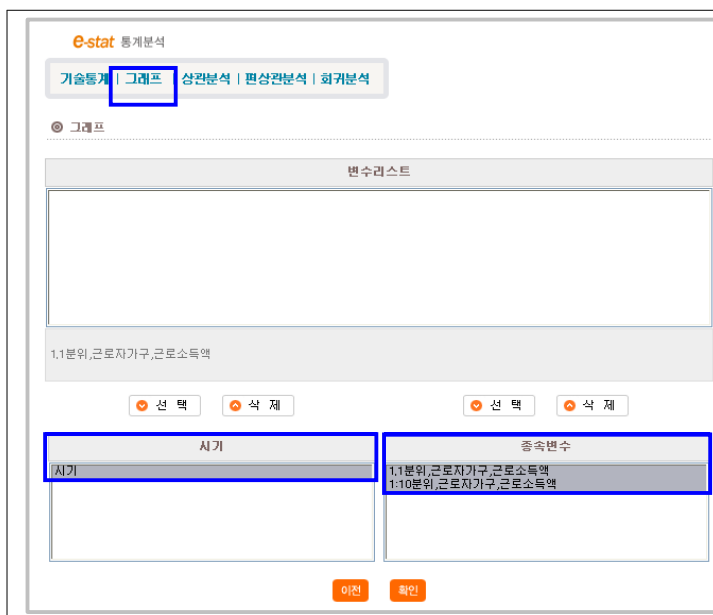 e-stat 통계분석
기술통계 | 그래프 | 상관분석 | 편상관분석 | 회귀분석
그래프
변수리스트
1,1분위,근로자가구,근로소득액
선 택 삭 제 선 택 삭 제
시기 종속변수
시기 1,1분위,근로자가구,근로소득액
1:10분위,근로자가구,근로소득액
이전 확인